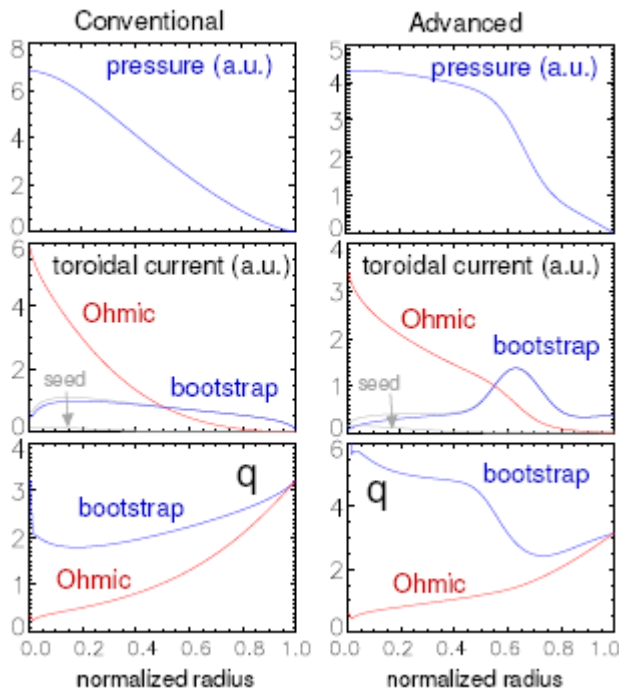 Conventional
Advanced
8
6
4
2
0
pressure (a.u.)
5
4
3
2
1
0
pressure (a.u.)
6
4
2
0
toroidal current (a.u.)
Ohmic
bootstrap
seed
4
3
2
1
0
toroidal current (a.u.)
Ohmic
bootstrap
seed
4
3
2
1
0
q
bootstrap
Ohmic
0.0 0.2 0.4 0.6 0.8 1.0
normalized radius
6
4
2
0
q
bootstrap
Ohmic
0.0 0.2 0.4 0.6 0.8 1.0
normalized radius